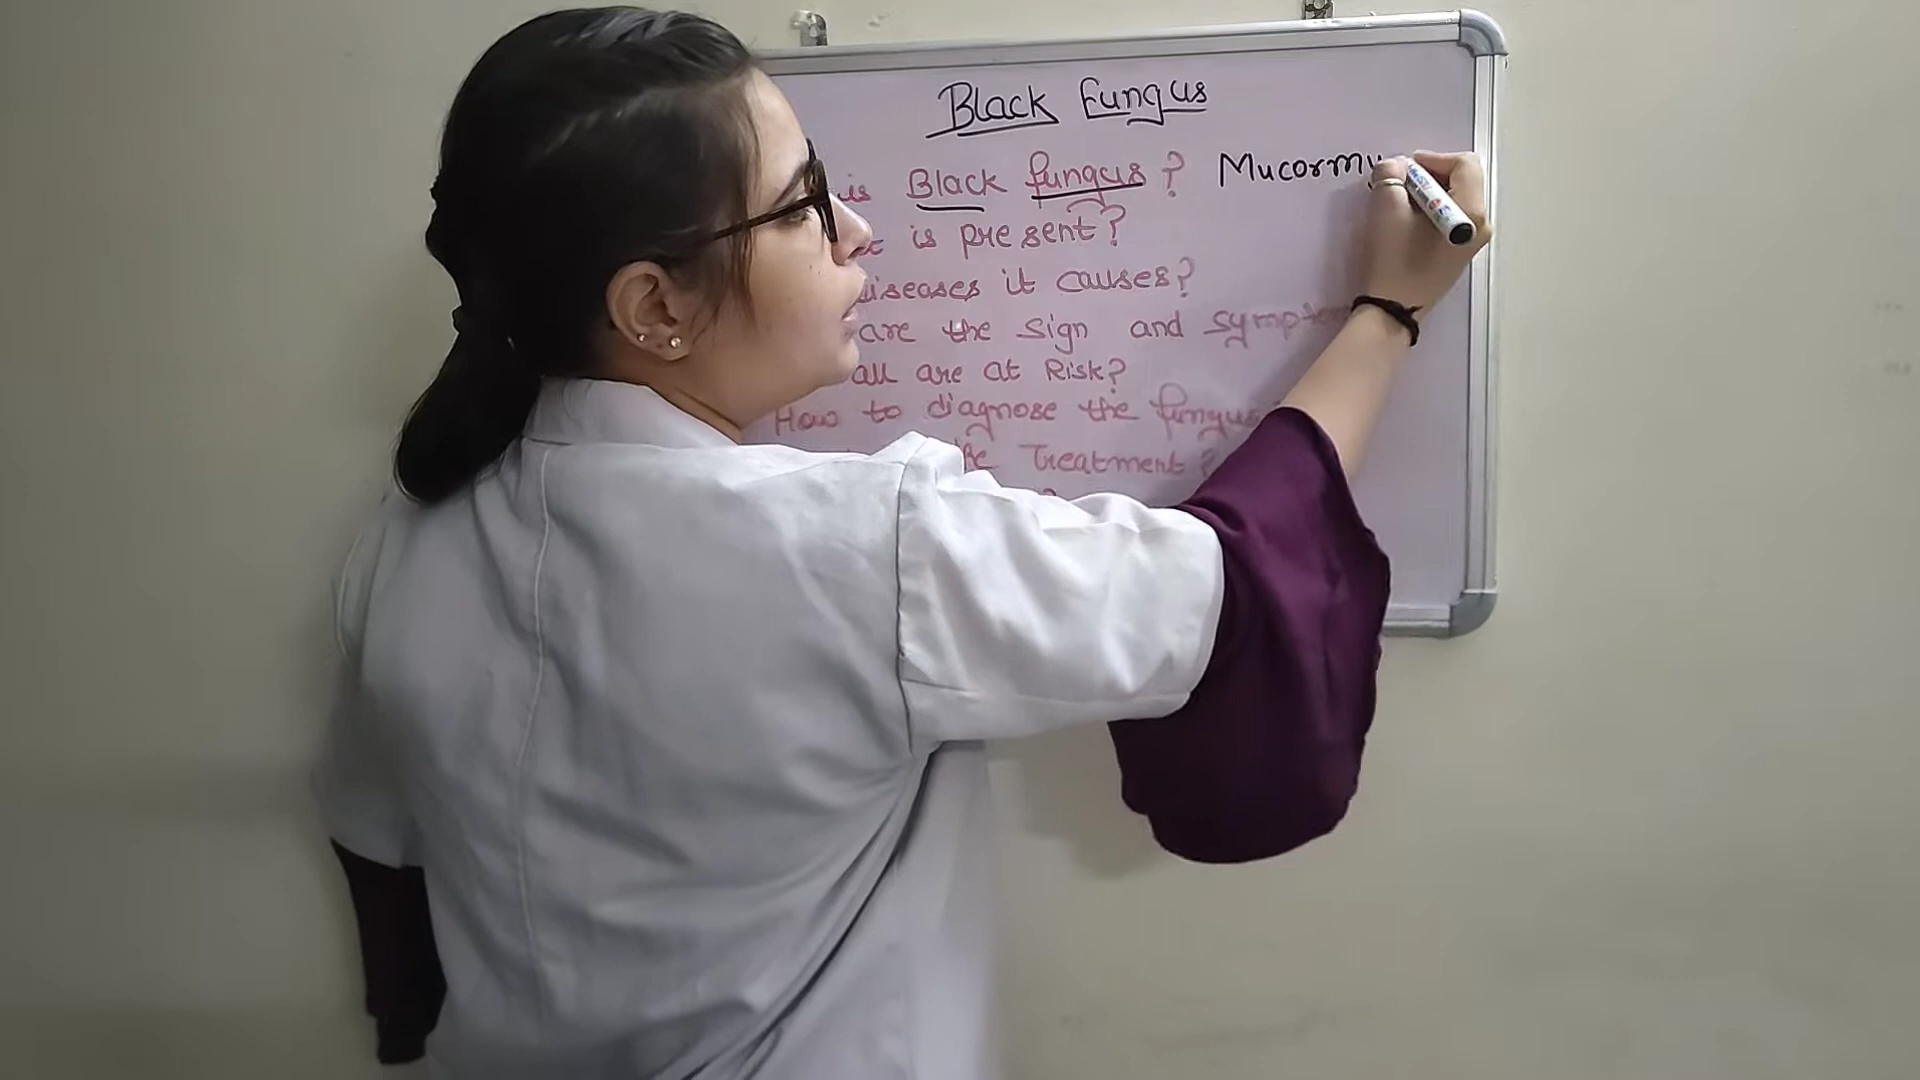 Black Fungus
is Black fungus? Mucormy
is present?
diseases it causes?
are the sign and symptom
all are at Risk?
How to diagnose the fungus?
Treatment?